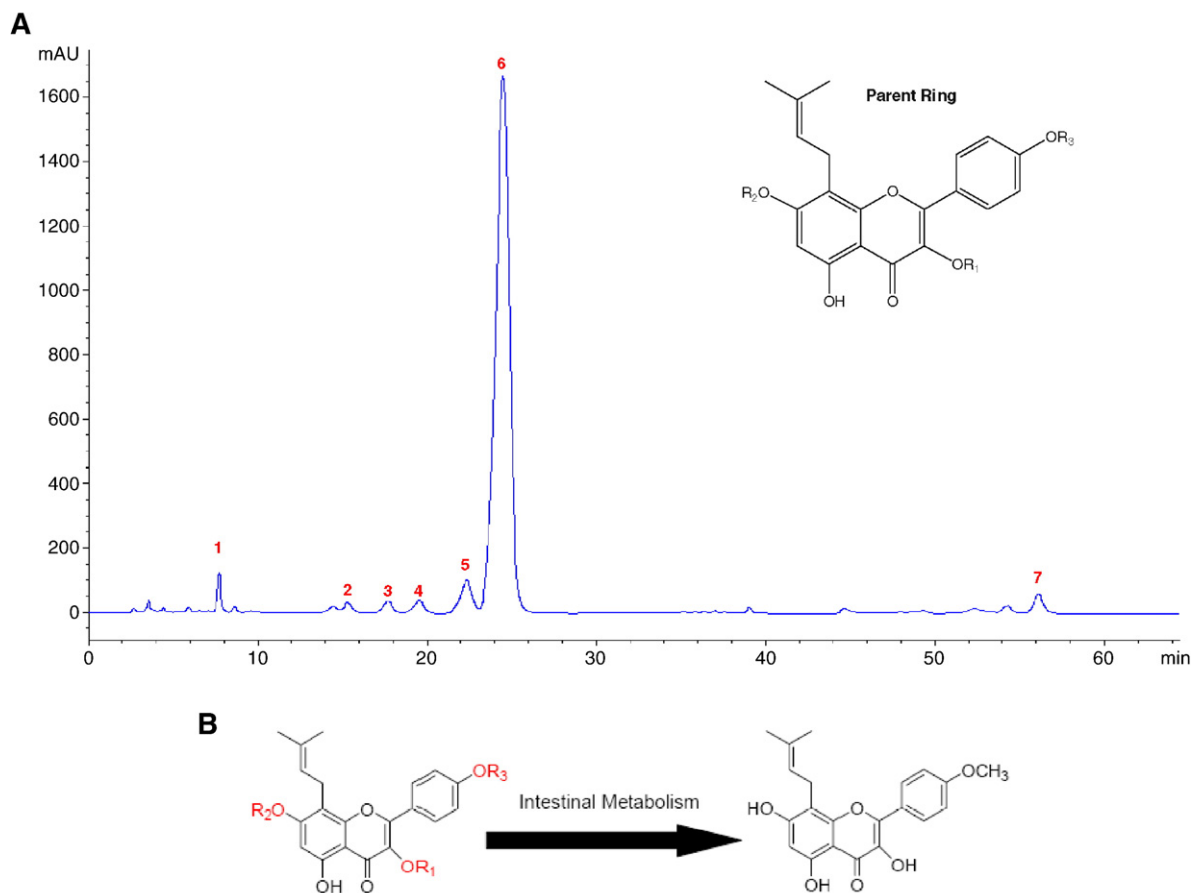 A
mAU
1600
1400
1200
1000
800
600
400
200
0
1
2
3
4
5
6
7
0 10 20 30 40 50 60 min
Parent Ring
OR₃
R₂O
O
OR₁
OH O
B
OR₃
R₂O
O
OR₁
OH O
Intestinal Metabolism
OCH₃
HO
O
OH
OH O